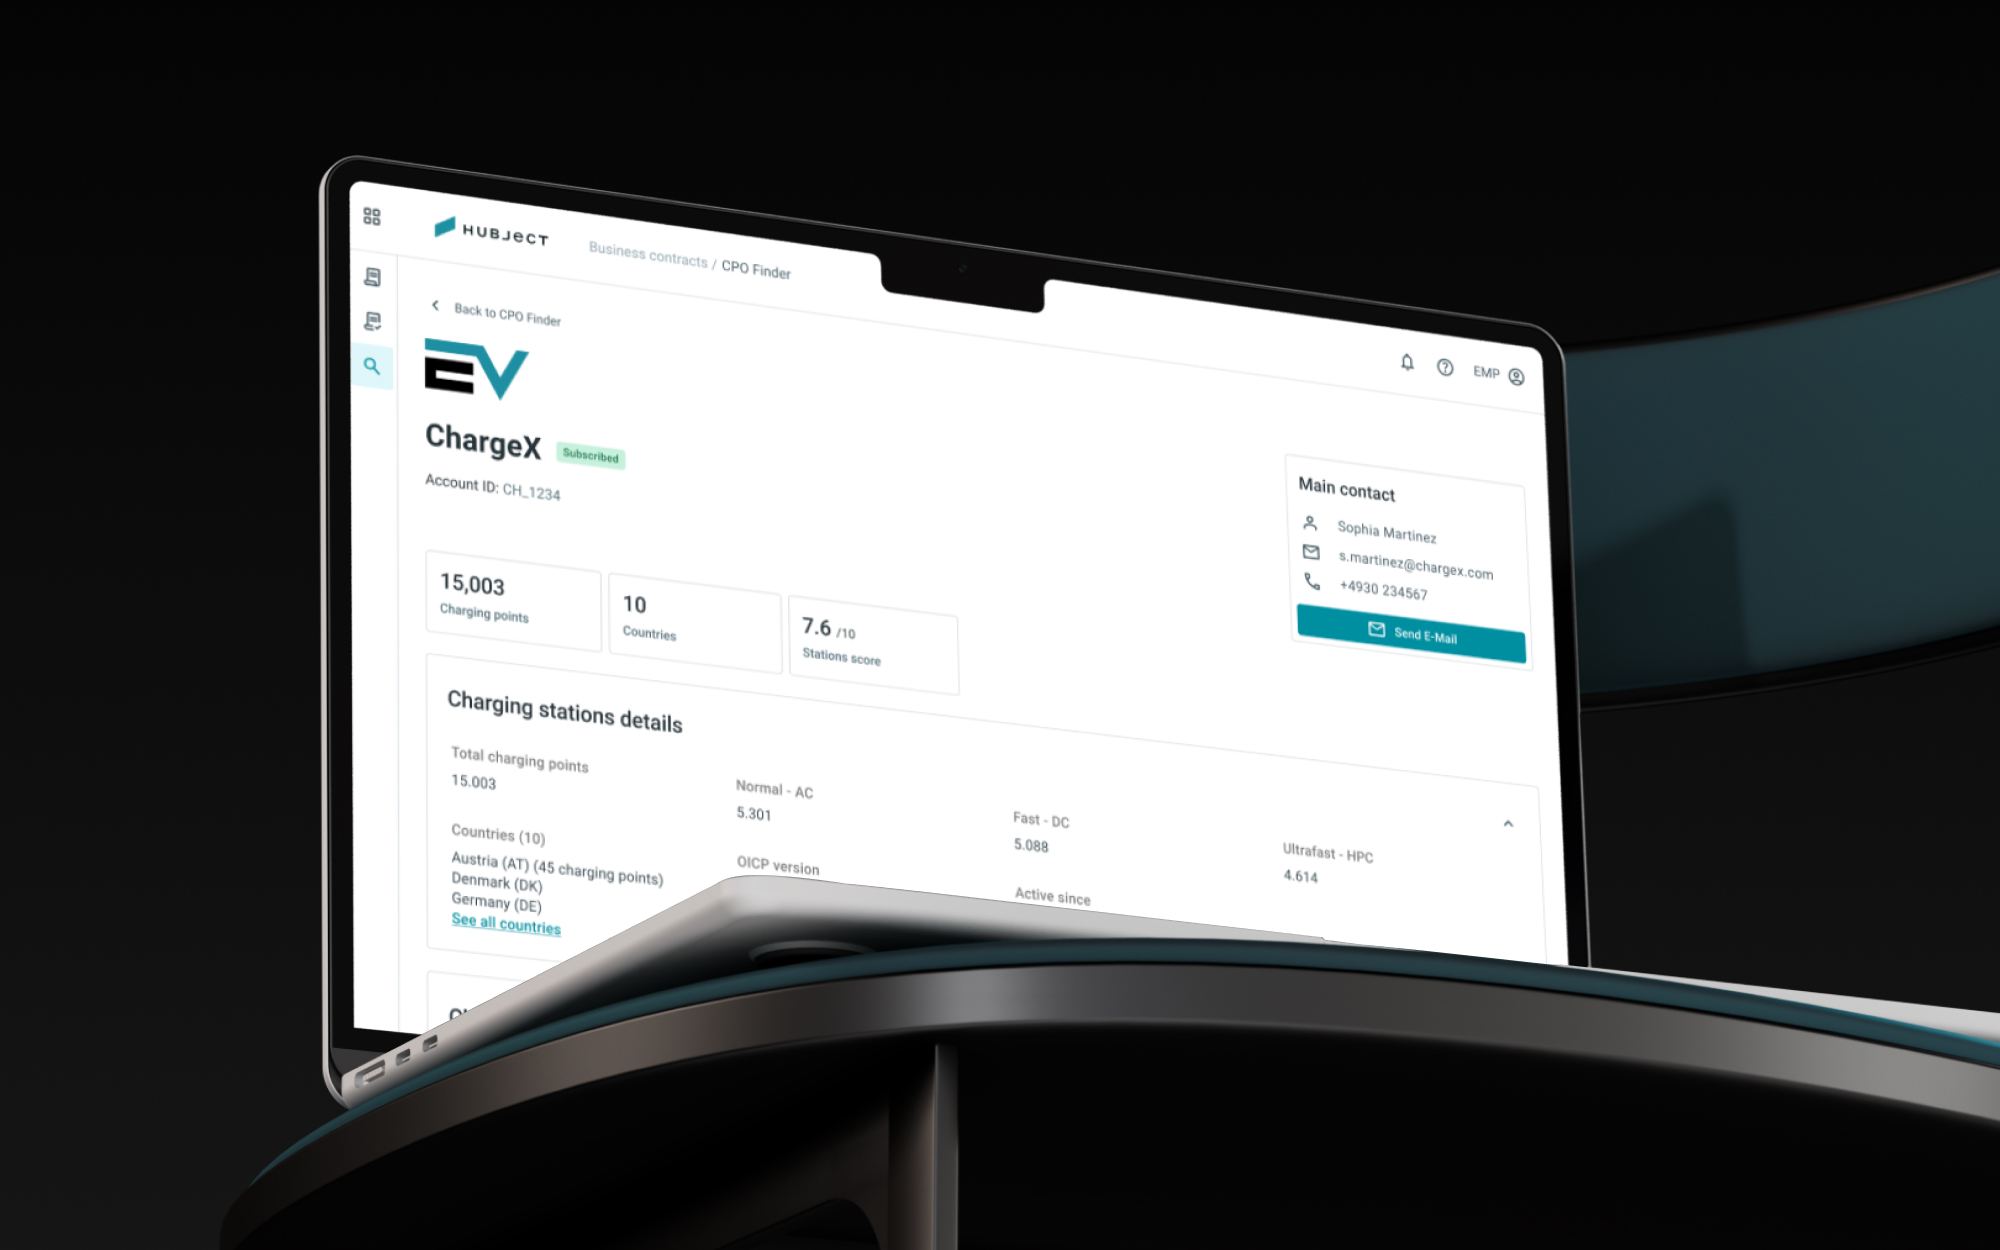 HUBJeCT
Business contracts / CPO Finder
EMP
Back to CPO Finder
EV
ChargeX Subscribed
Account ID: CH_1234
Main contact
Sophia Martinez
s.martinez@chargex.com
+4930 234567
Send E-Mail
15,003
Charging points
10
Countries
7.6 /10
Stations score
Charging stations details
Total charging points
15.003
Normal - AC
5.301
Fast - DC
5.088
Ultrafast - HPC
4.614
Countries (10)
Austria (AT) (45 charging points)
Denmark (DK)
Germany (DE)
See all countries
OICP version
Active since